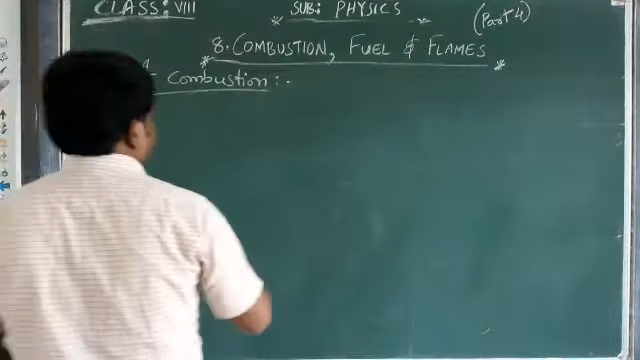 CLASS: VIII
SUB: PHYSICS
(Part 4)
8. COMBUSTION, FUEL & FLAMES
Combustion:-